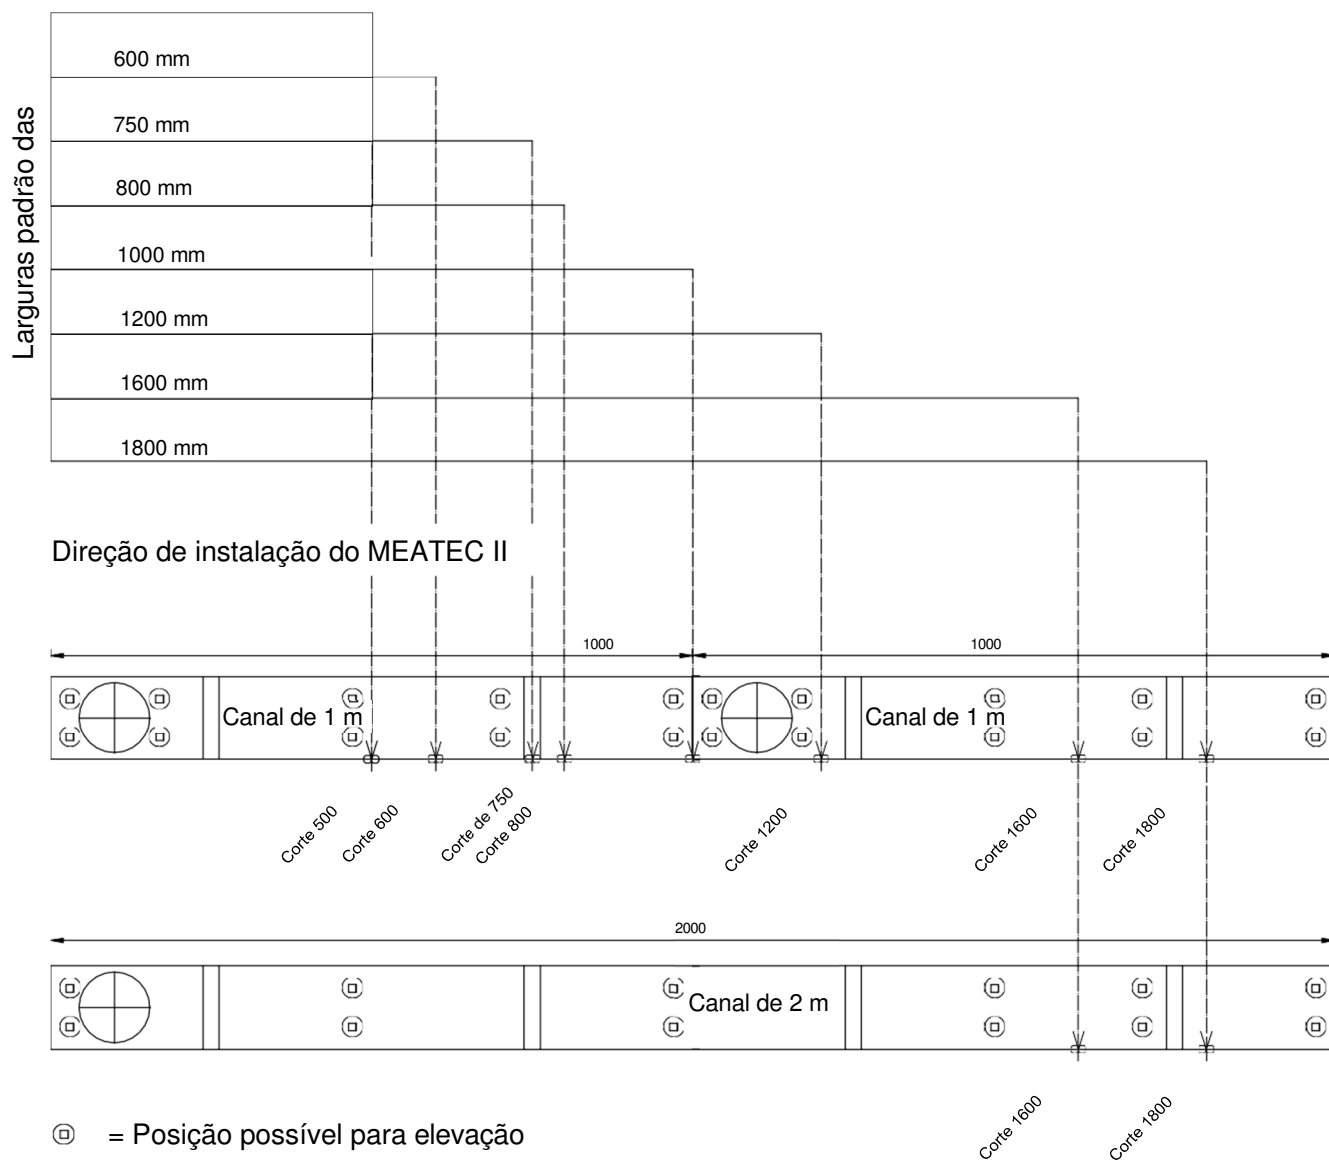 Larguras padrão das
600 mm
750 mm
800 mm
1000 mm
1200 mm
1600 mm
1800 mm
Direção de instalação do MEATEC II
1000
1000
Canal de 1 m
Canal de 1 m
Corte 500
Corte 600
Corte de 750
Corte 800
Corte 1200
Corte 1600
Corte 1800
2000
Canal de 2 m
Corte 1600
Corte 1800
= Posição possível para elevação